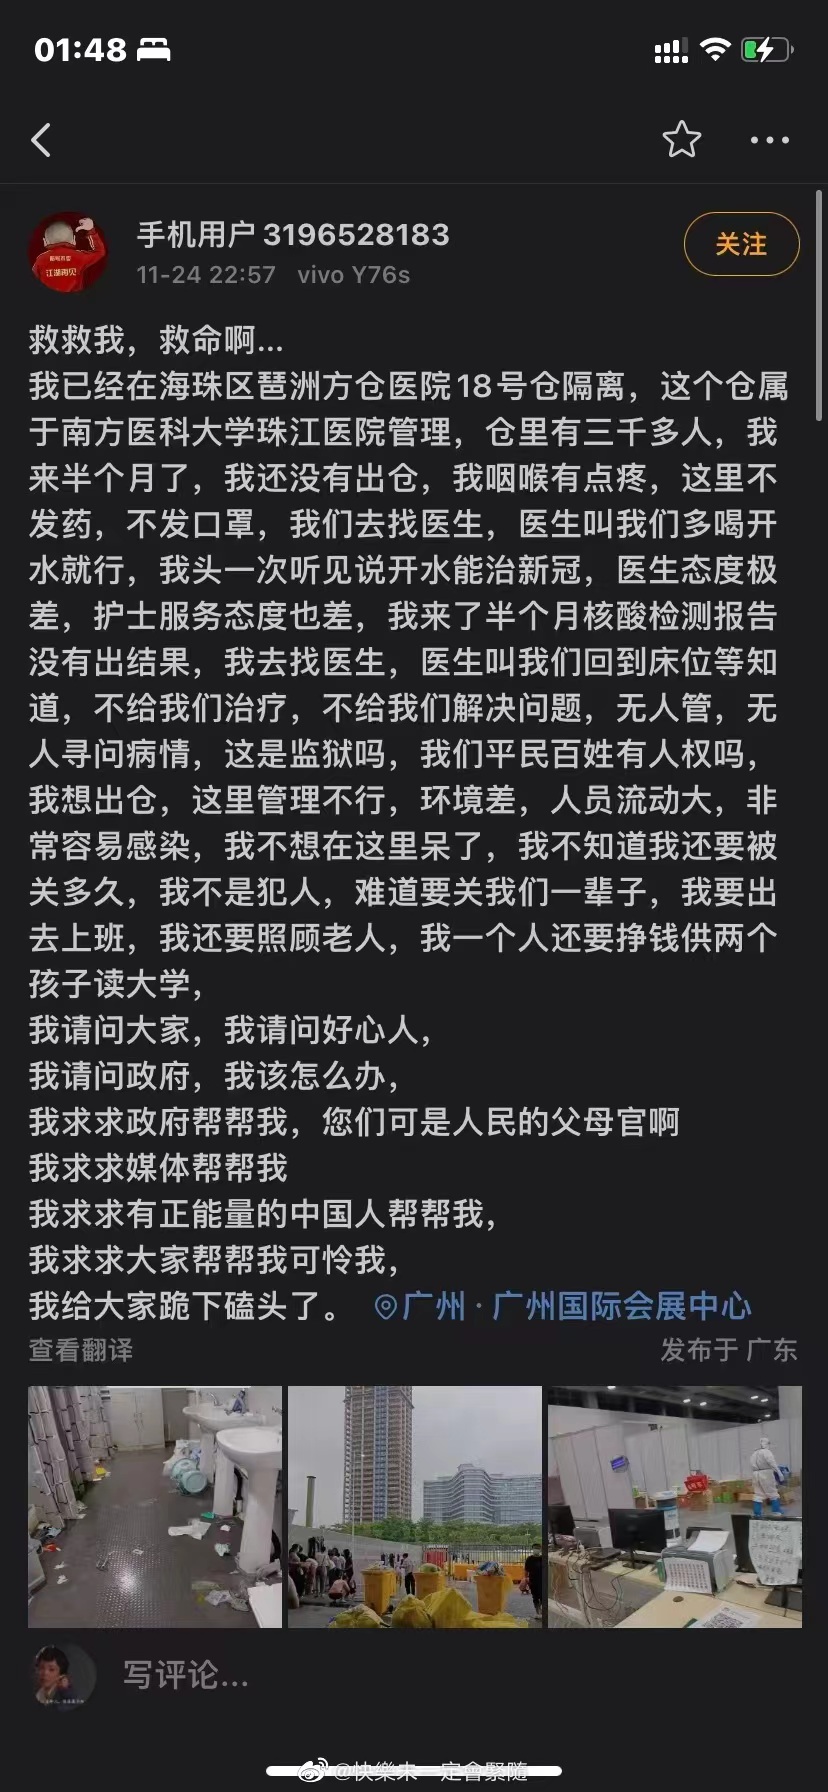 01:48
手机用户3196528183
关注
11-24 22:57 vivo Y76s
救救我，救命啊...
我已经在海珠区琶洲方仓医院18号仓隔离，这个仓属
于南方医科大学珠江医院管理，仓里有三千多人，我
来半个月了，我还没有出仓，我咽喉有点疼，这里不
发药，不发口罩，我们去找医生，医生叫我们多喝开
水就行，我头一次听见说开水能治新冠，医生态度极
差，护士服务态度也差，我来了半个月核酸检测报告
没有出结果，我去找医生，医生叫我们回到床位等知
道，不给我们治疗，不给我们解决问题，无人管，无
人寻问病情，这是监狱吗，我们平民百姓有人权吗，
我想出仓，这里管理不行，环境差，人员流动大，非
常容易感染，我不想在这里呆了，我不知道我还要被
关多久，我不是犯人，难道要关我们一辈子，我要出
去上班，我还要照顾老人，我一个人还要挣钱供两个
孩子读大学，
我请问大家，我请问好心人，
我请问政府，我该怎么办，
我求求政府帮帮我，您们可是人民的父母官啊
我求求媒体帮帮我
我求求有正能量的中国人帮帮我，
我求求大家帮帮我可怜我，
我给大家跪下磕头了。 广州·广州国际会展中心
查看翻译
发布于 广东
写评论...
@快樂來一定會聚隨